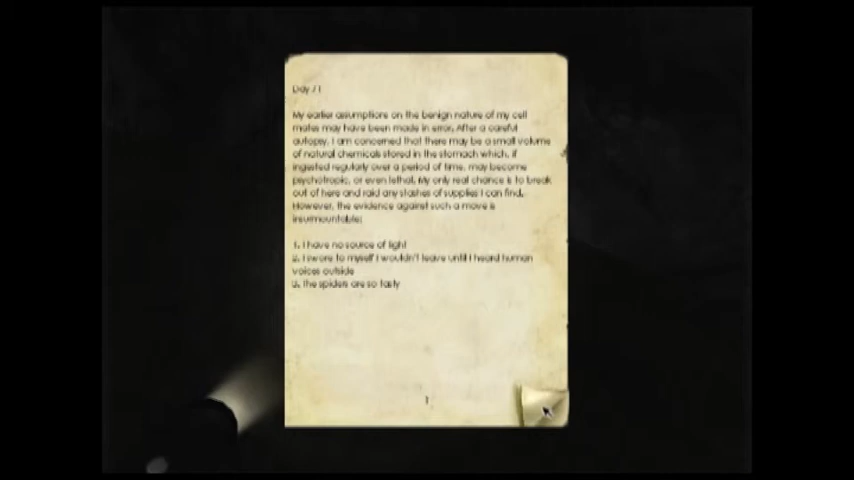 Day 71
My earlier assumptions on the benign nature of my cell
mates may have been made in error. After a careful
autopsy, I am concerned that there may be a small volume
of natural chemicals stored in the stomach which, if
ingested regularly over a period of time, may become
psychotropic, or even lethal. My only real chance is to break
out of here and raid any stashes of supplies I can find.
However, the evidence against such a move is
insurmountable:
1. I have no source of light
2. I swore to myself I wouldn't leave until I heard human
voices outside
3. The spiders are so tasty
1